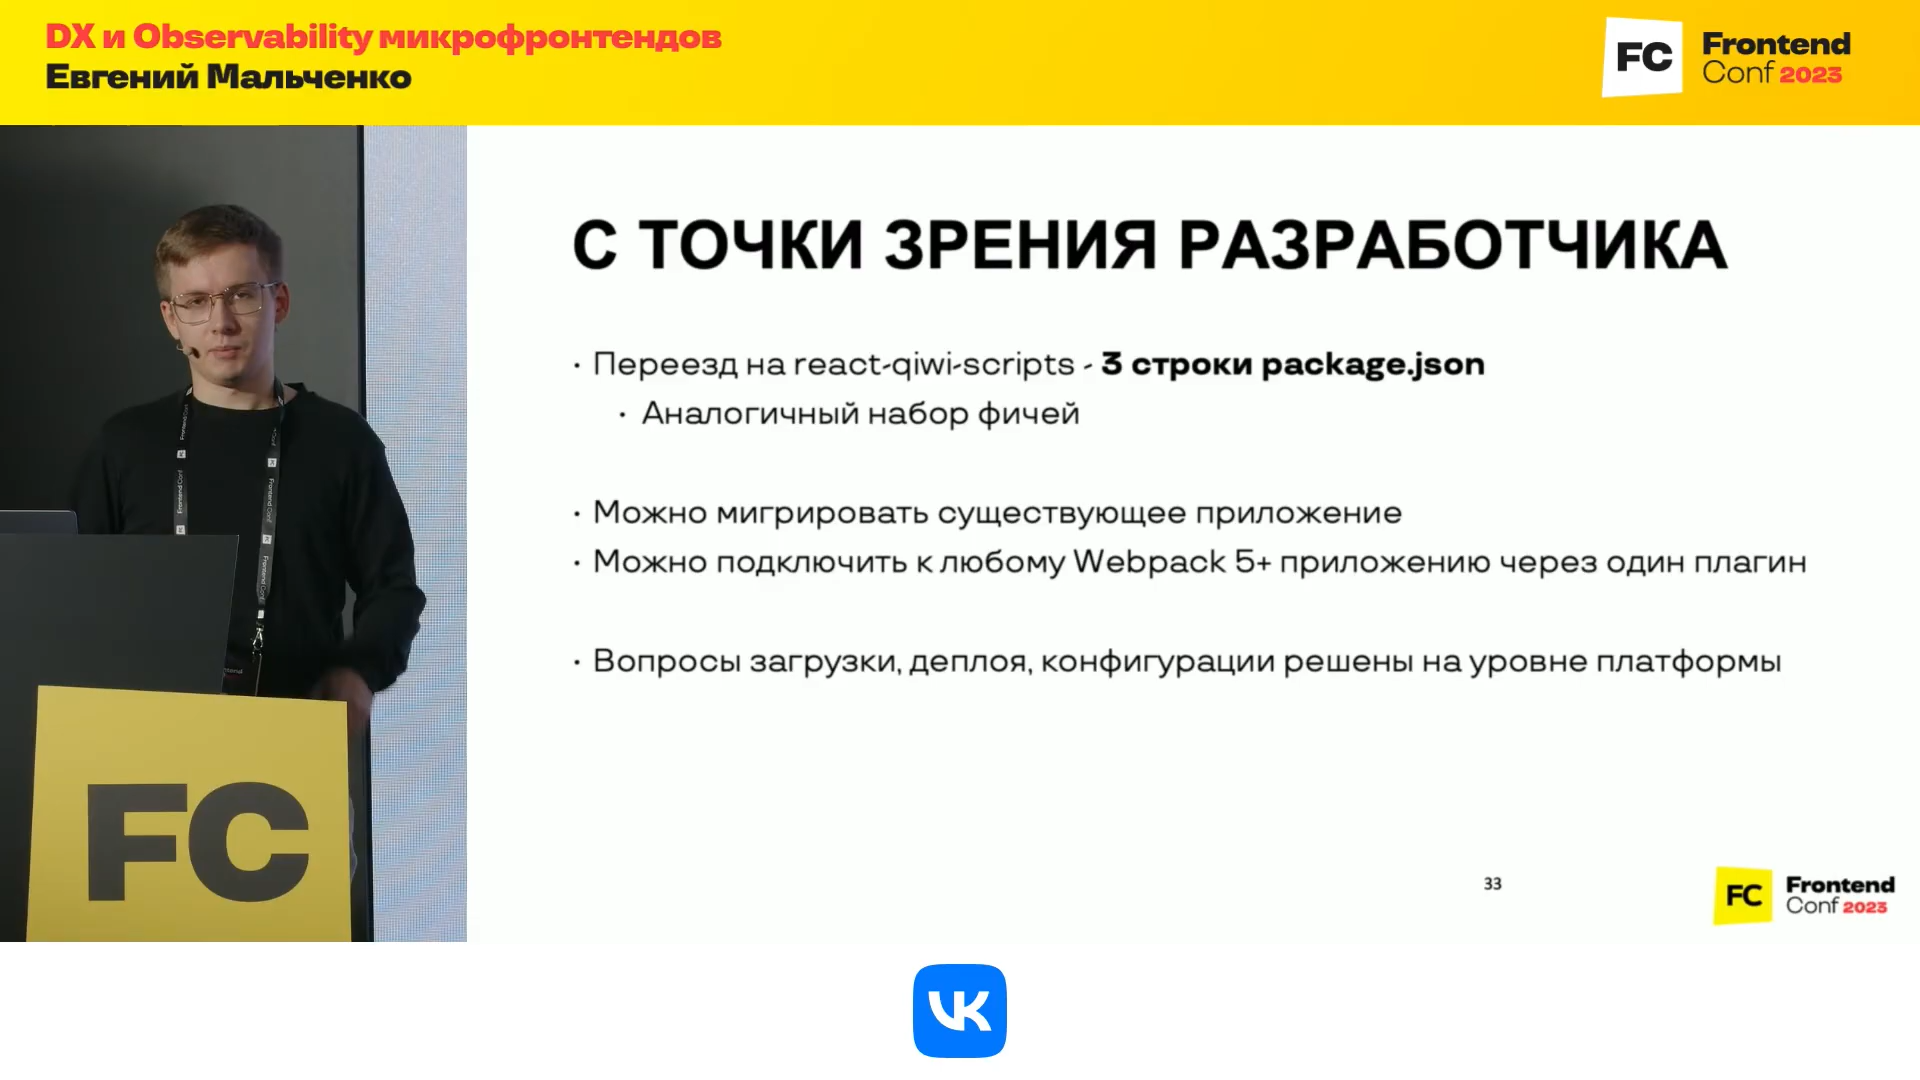 DX и Observability микрофронтендов
Евгений Мальченко
FC
Frontend
Conf 2023
С ТОЧКИ ЗРЕНИЯ РАЗРАБОТЧИКА
· Переезд на react-qiwi-scripts - 3 строки package.json
· Аналогичный набор фичей
· Можно мигрировать существующее приложение
· Можно подключить к любому Webpack 5+ приложению через один плагин
· Вопросы загрузки, деплоя, конфигурации решены на уровне платформы
33
FC
Frontend
Conf 2023
FC
VK